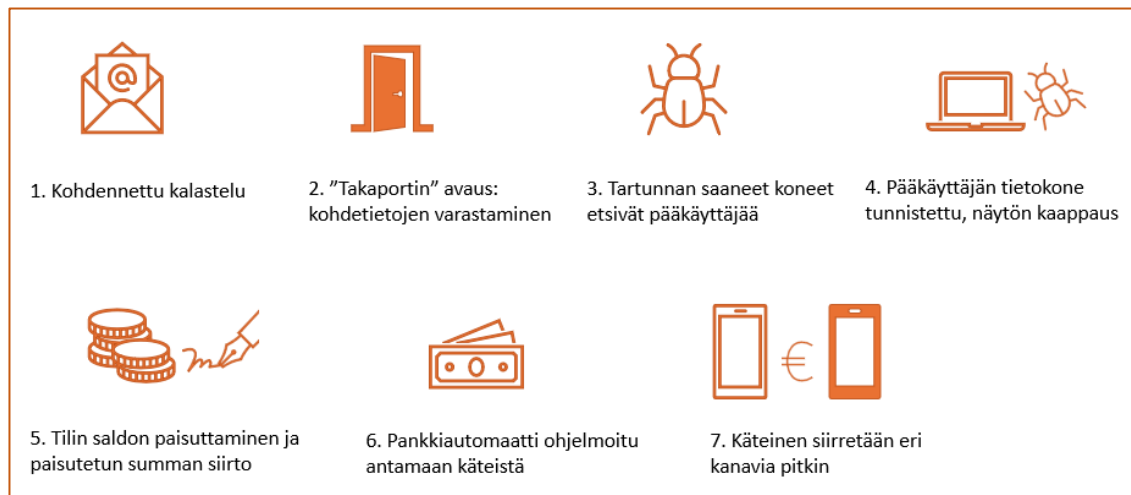 1. Kohdennettu kalastelu
2. ”Takaportin” avaus:
kohdetietojen varastaminen
3. Tartunnan saaneet koneet
etsivät pääkäyttäjää
4. Pääkäyttäjän tietokone
tunnistettu, näytön kaappaus
5. Tilin saldon paisuttaminen ja
paisutetun summan siirto
6. Pankkiautomaatti ohjelmoitu
antamaan käteistä
€
7. Käteinen siirretään eri
kanavia pitkin